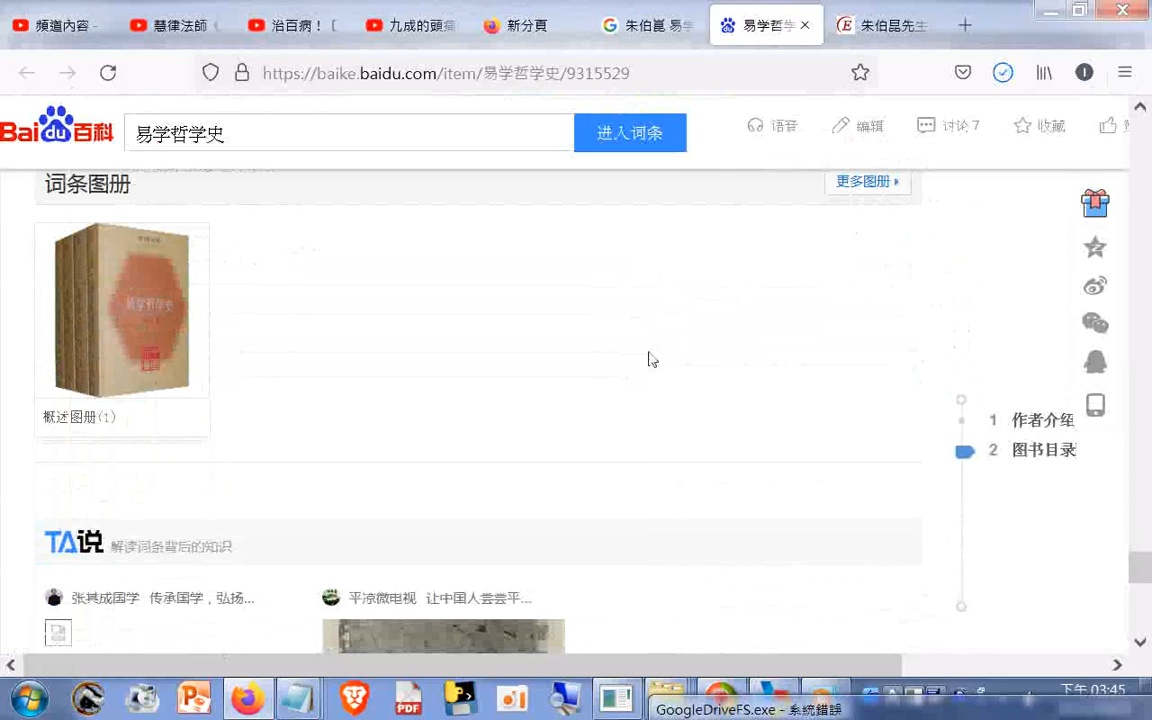 頻道內容 -
慧律法師
治百病！〔
九成的頭痛
新分頁
朱伯崑 易学
易学哲学
朱伯昆先生
https://baike.baidu.com/item/易学哲学史/9315529
Baidu百科
易学哲学史
进入词条
语音
编辑
讨论 7
收藏
词条图册
更多图册
易学哲学史
概述图册(1)
1 作者介绍
2 图书目录
TA说 解读词条背后的知识
张其成国学 传承国学，弘扬...
平凉微电视 让中国人尝尝平...
PDF
下午 03:45
GoogleDriveFS.exe - 系統錯誤